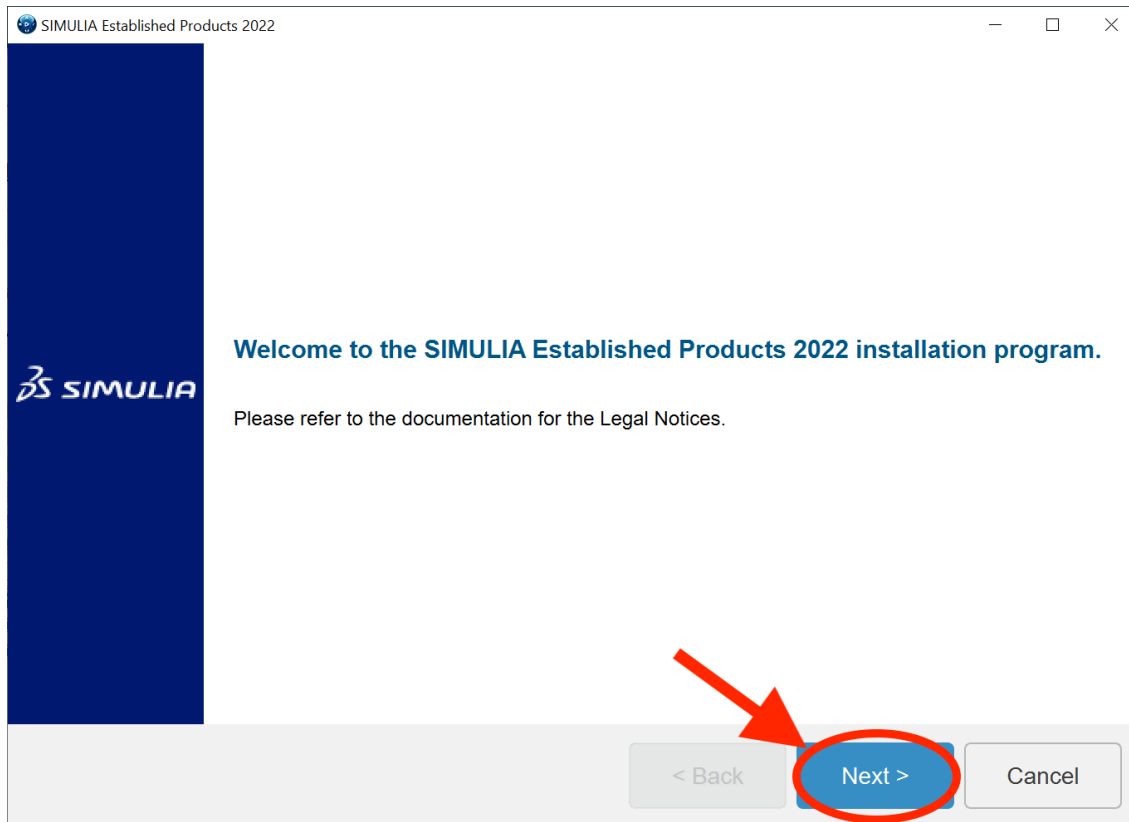 SIMULIA Established Products 2022
Welcome to the SIMULIA Established Products 2022 installation program.
3S SIMULIA
Please refer to the documentation for the Legal Notices.
< Back
Next >
Cancel